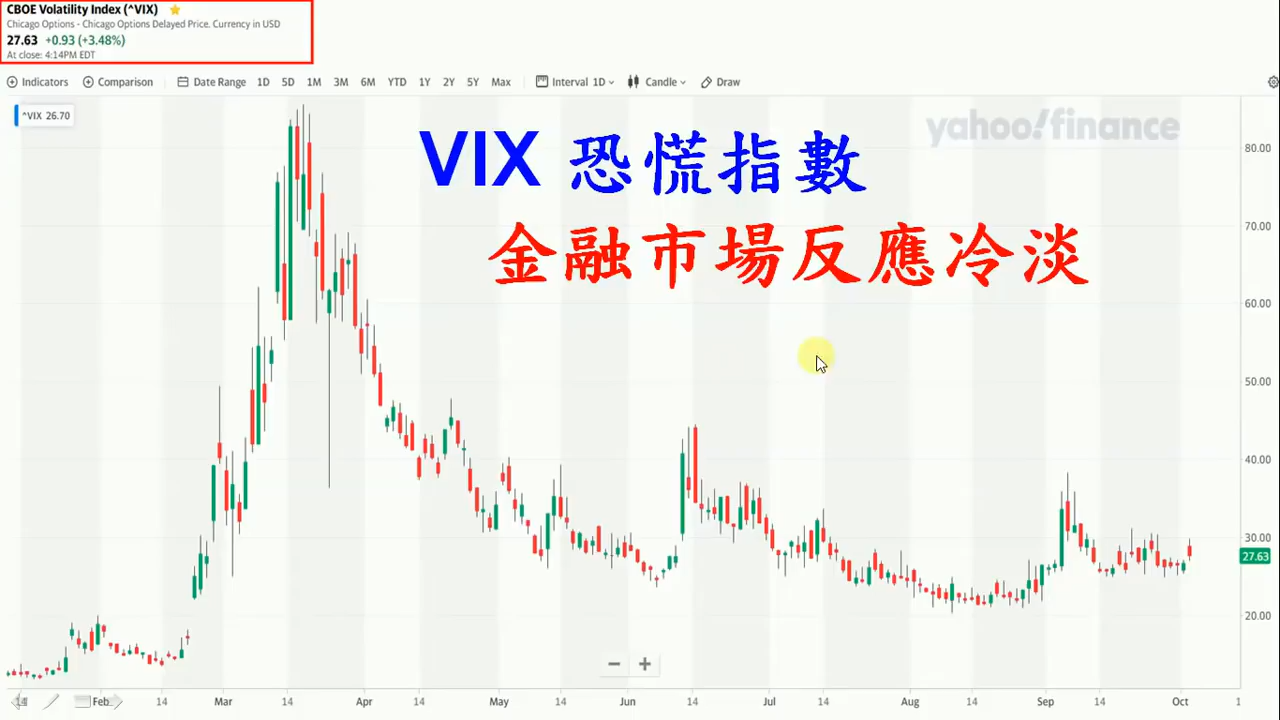 CBOE Volatility Index (^VIX)
Chicago Options - Chicago Options Delayed Price. Currency in USD
27.63 +0.93 (+3.48%)
At close: 4:14PM EDT
Indicators Comparison Date Range 1D 5D 1M 3M 6M YTD 1Y 2Y 5Y Max Interval 1D Candle Draw
^VIX 26.70
yahoo!finance
VIX 恐慌指數
金融市場反應冷淡
80.00
70.00
60.00
50.00
40.00
30.00
27.63
20.00
14 Feb 14 Mar 14 Apr 14 May 14 Jun 14 Jul 14 Aug 14 Sep 14 Oct 1